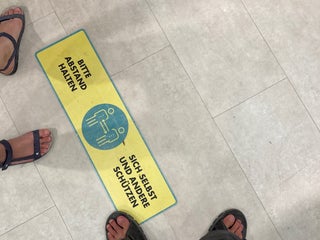 BITTE
ABSTAND
HALTEN
SICH SELBST
UND ANDERE
SCHÜTZEN